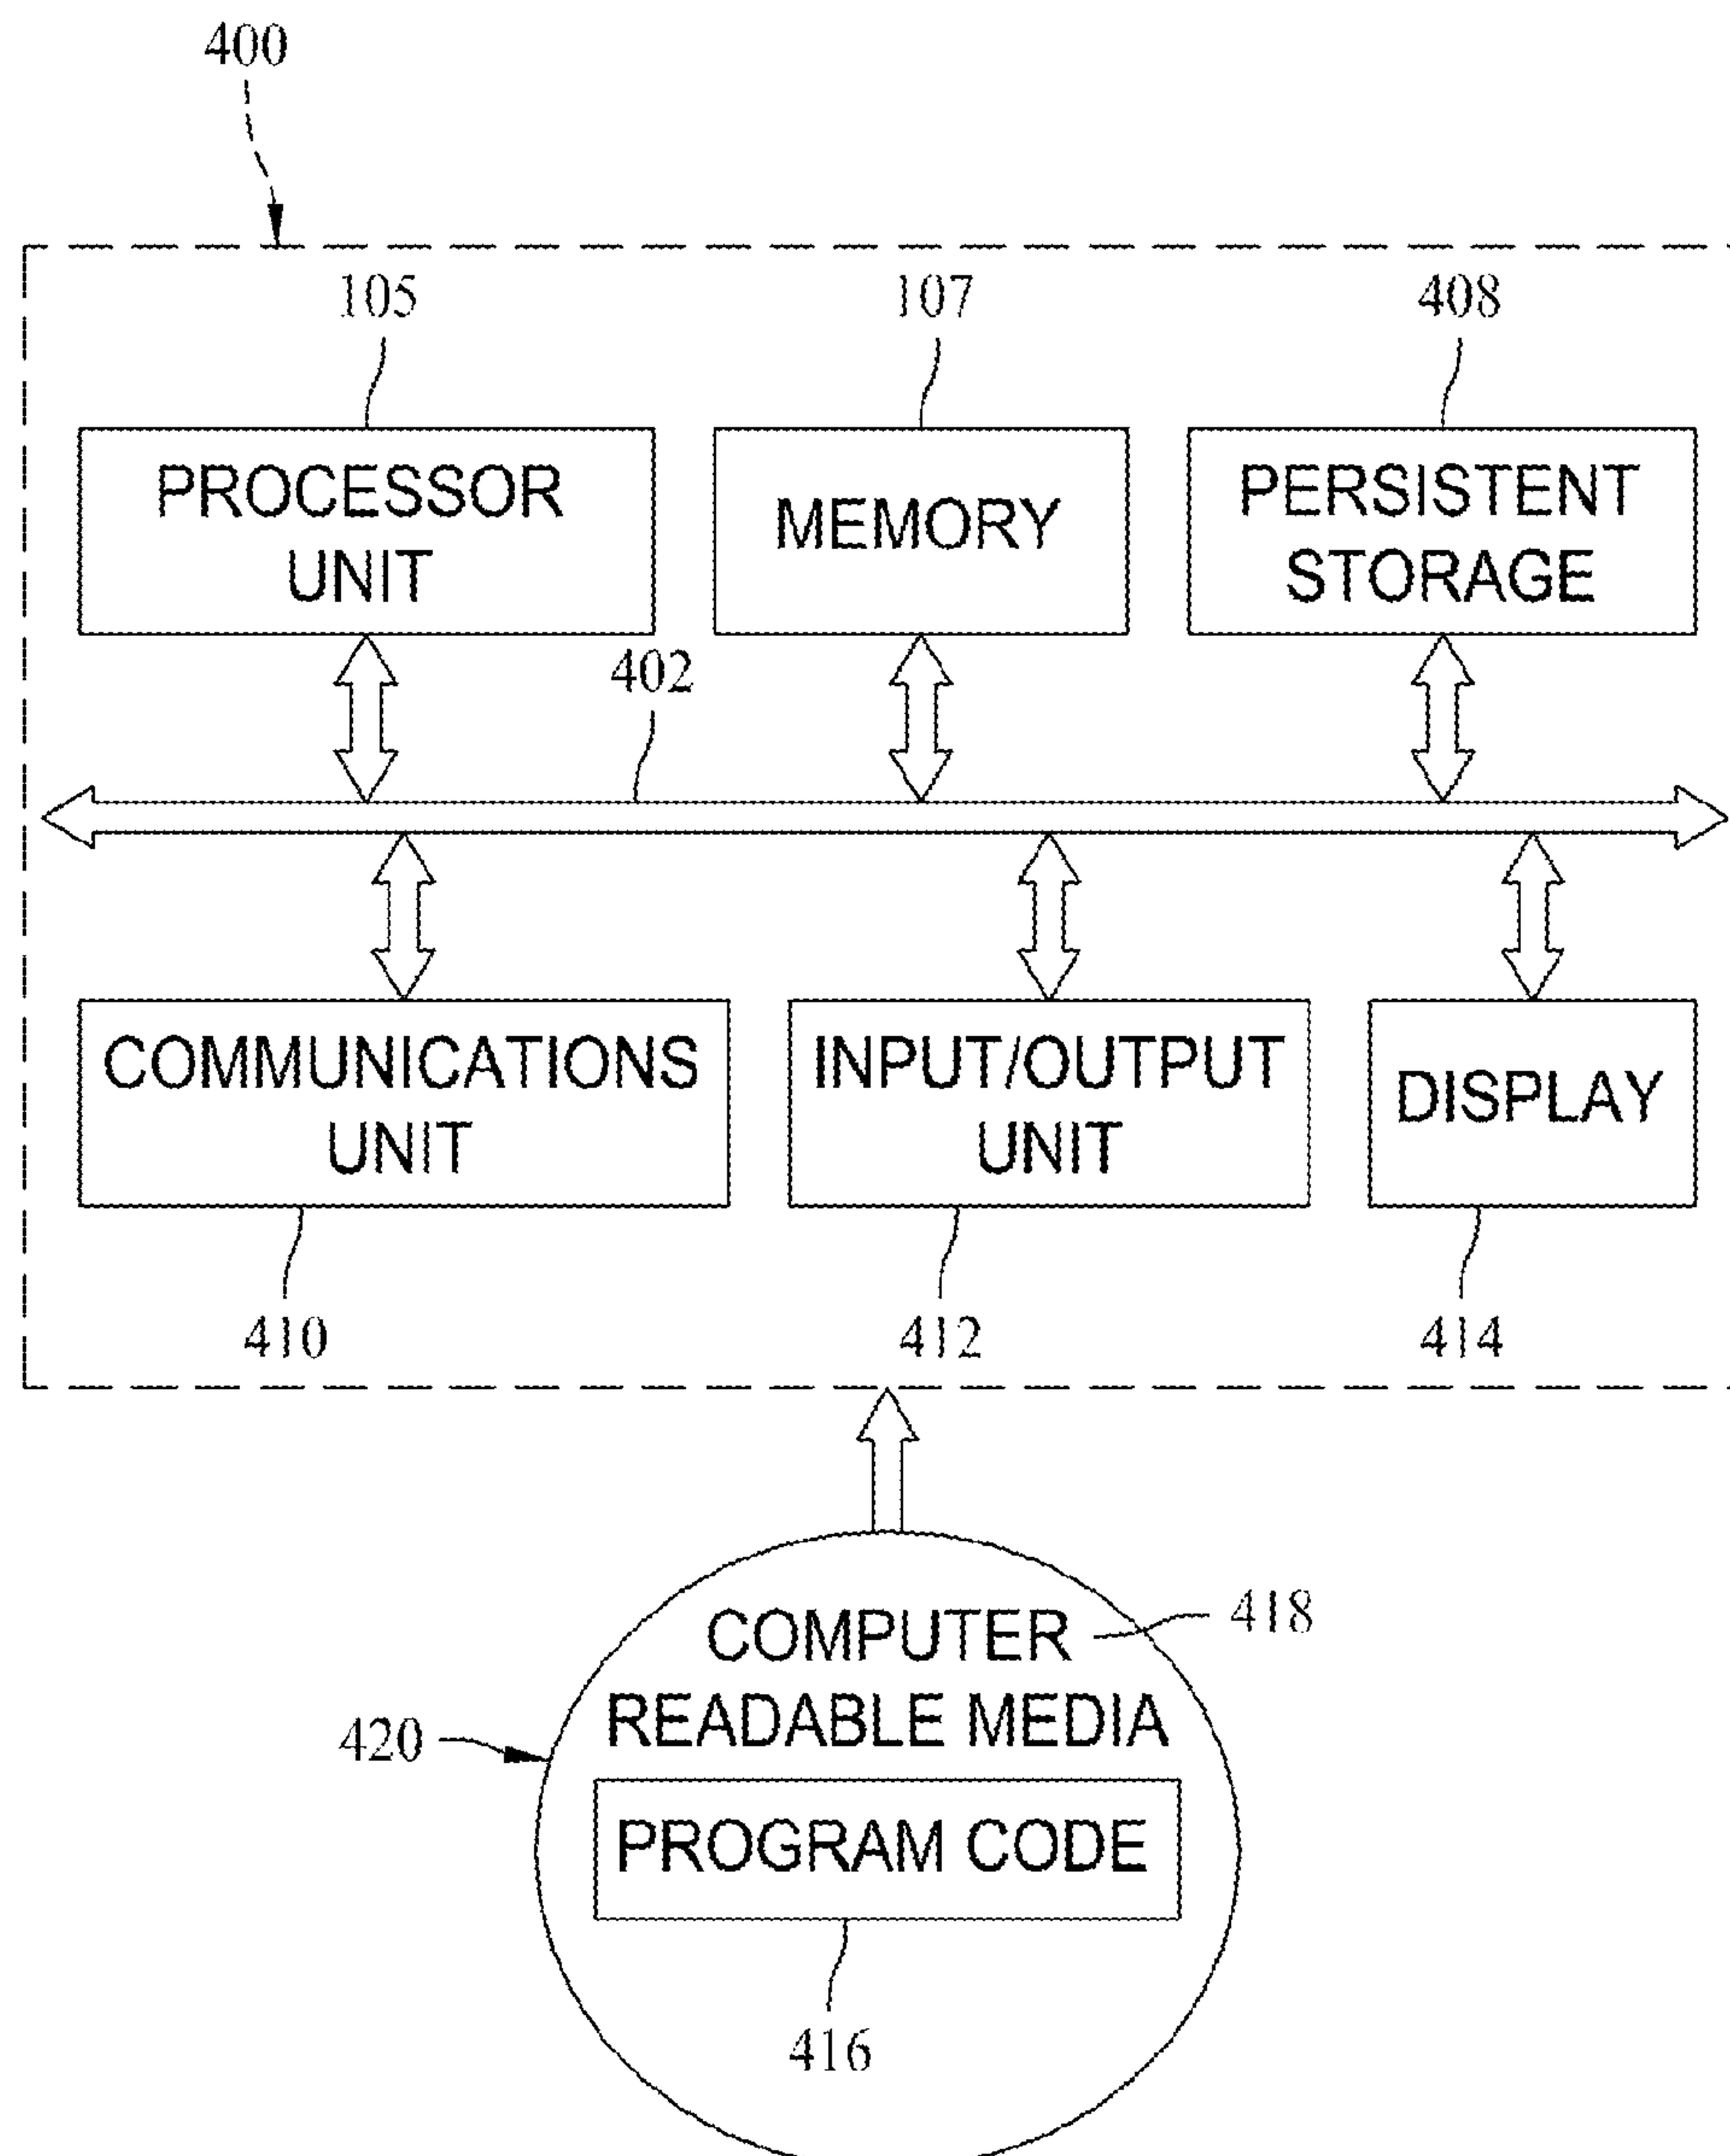 400
105
107
408
PROCESSOR
UNIT
MEMORY
PERSISTENT
STORAGE
402
COMMUNICATIONS
UNIT
INPUT/OUTPUT
UNIT
DISPLAY
410
412
414
COMPUTER
READABLE MEDIA
418
420
PROGRAM CODE
416